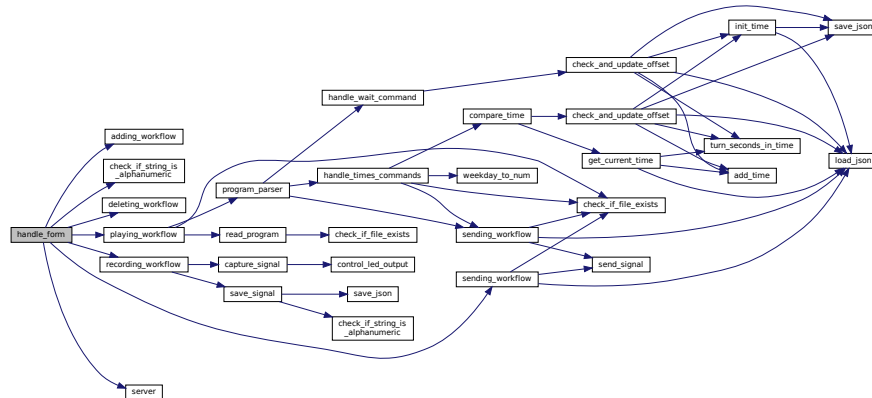 init_time
save_json
check_and_update_offset
handle_wait_command
compare_time
check_and_update_offset
adding_workflow
turn_seconds_in_time
get_current_time
load_json
check_if_string_is
_alphanumeric
handle_times_commands
weekday_to_num
add_time
program_parser
deleting_workflow
check_if_file_exists
handle_form
playing_workflow
read_program
check_if_file_exists
sending_workflow
recording_workflow
capture_signal
control_led_output
send_signal
sending_workflow
save_signal
save_json
check_if_string_is
_alphanumeric
server